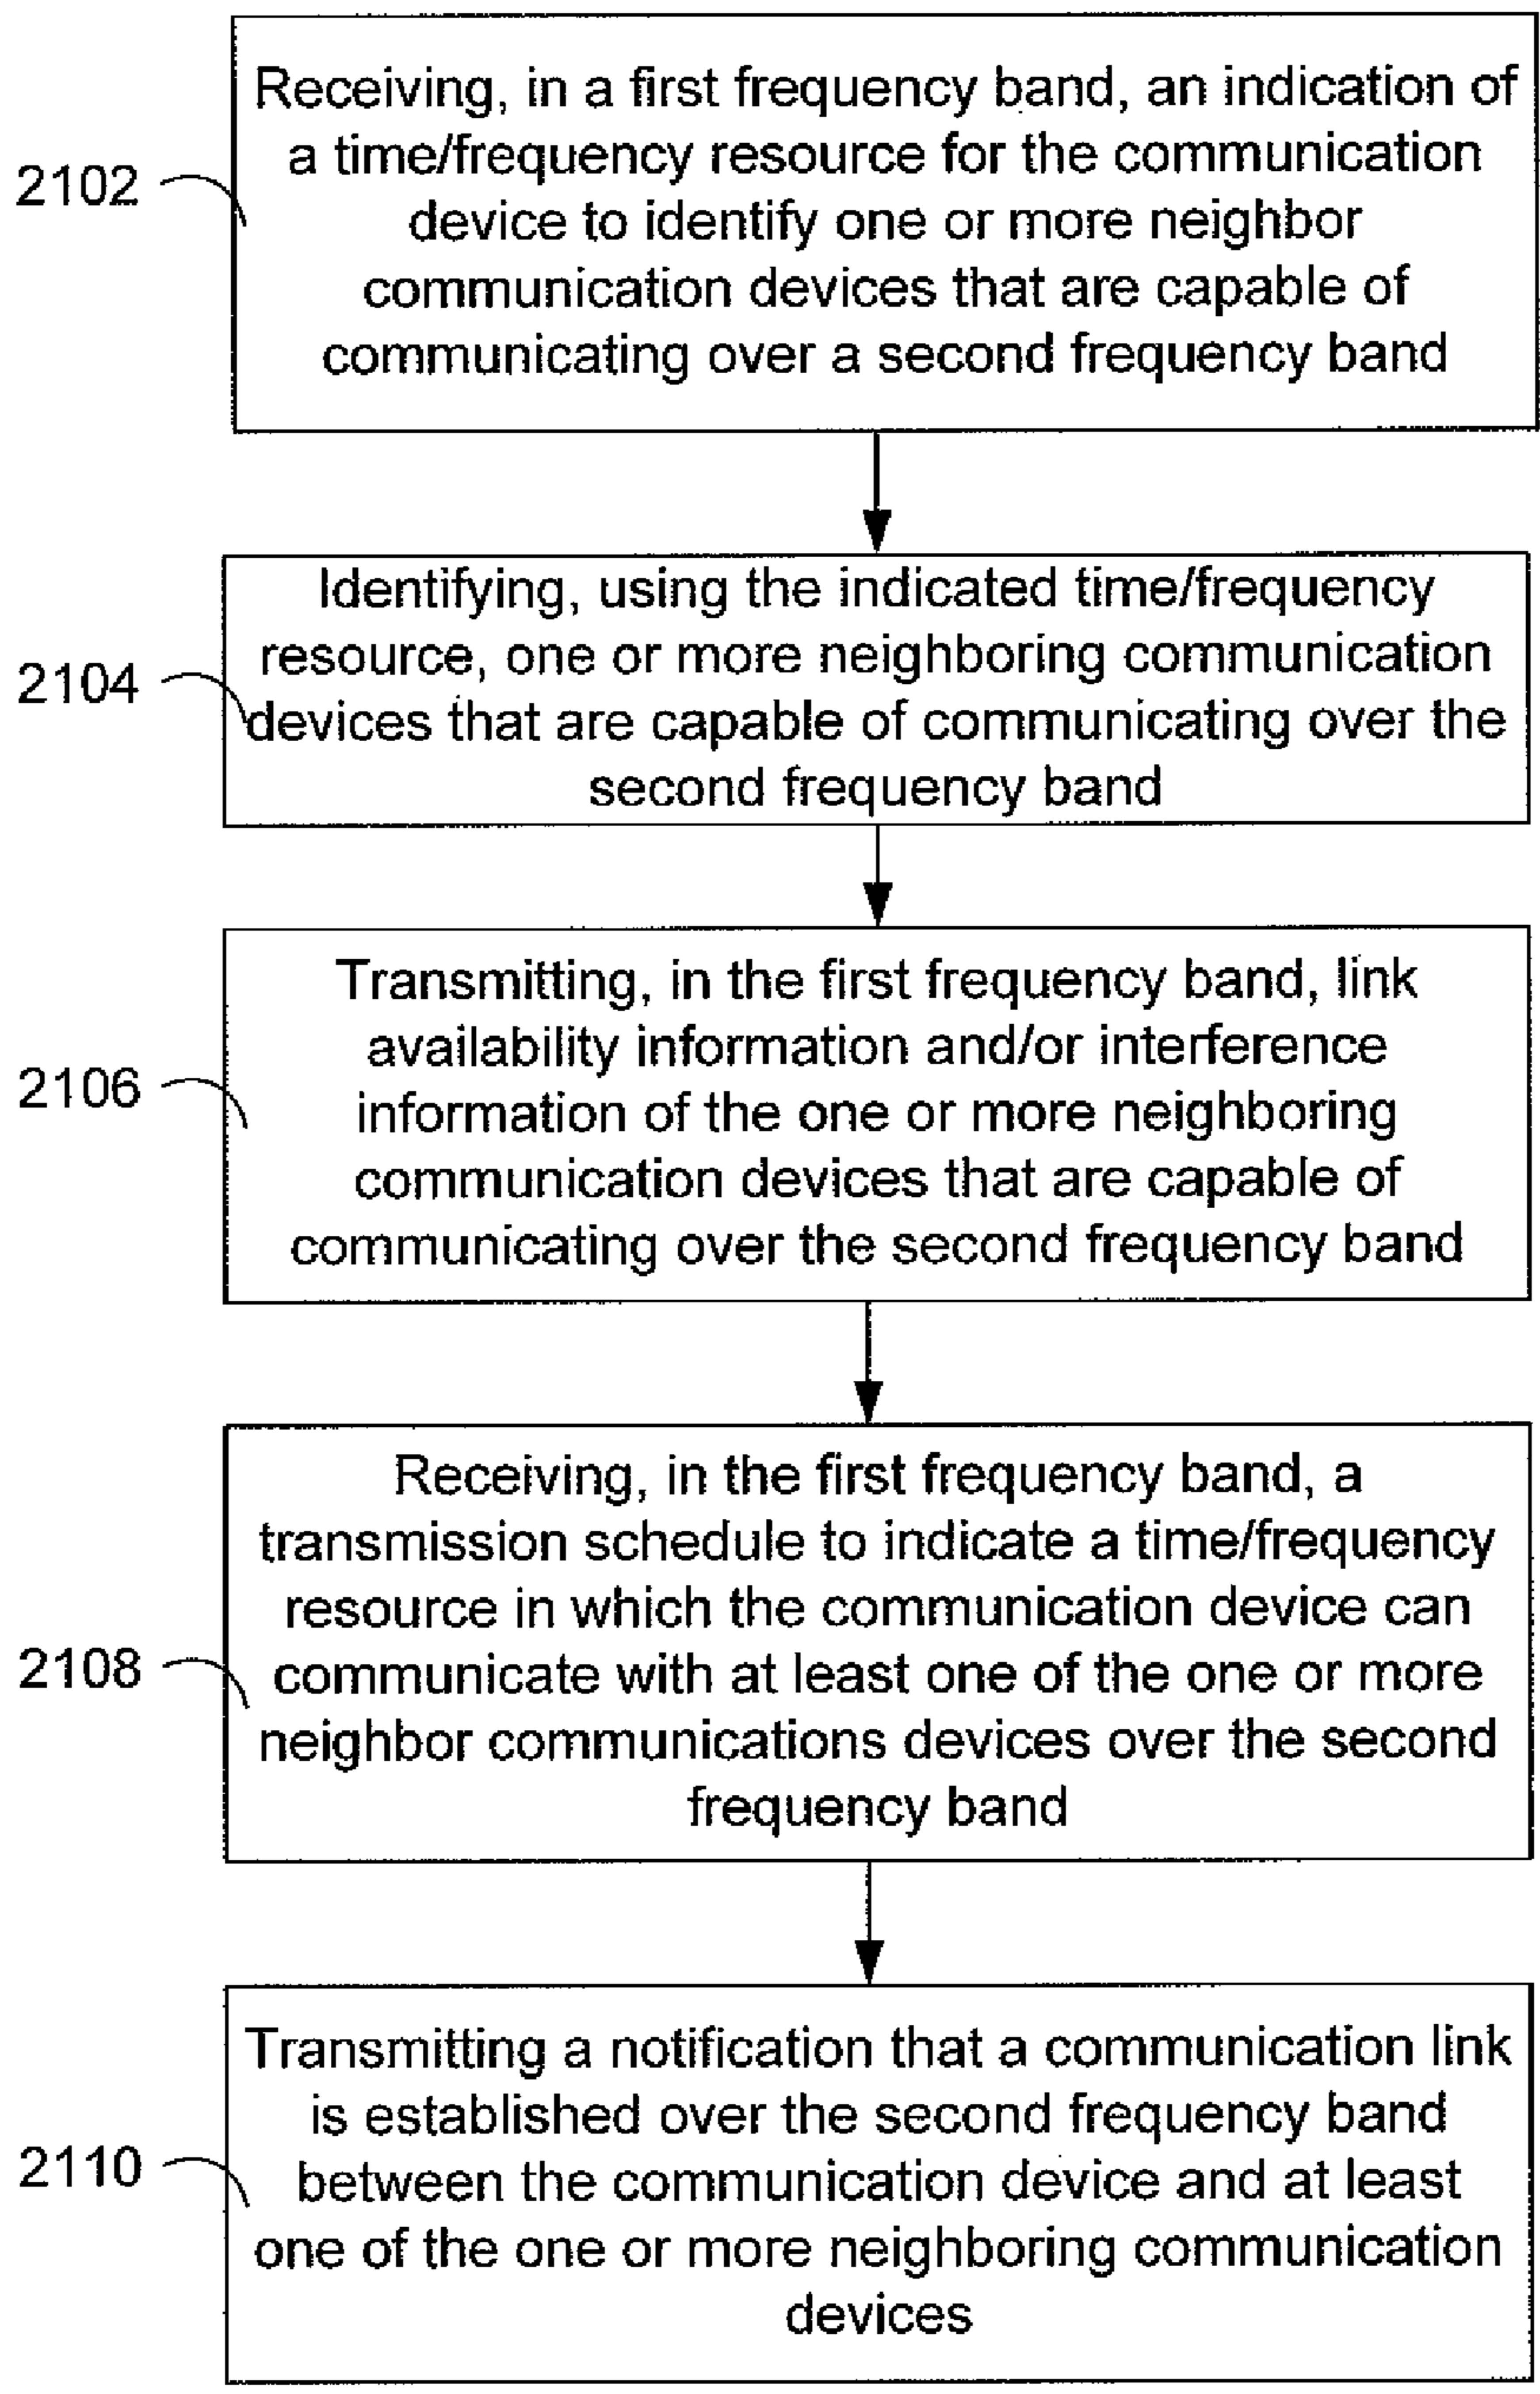 Receiving, in a first frequency band, an indication of
a time/frequency resource for the communication
2102
device to identify one or more neighbor
communication devices that are capable of
communicating over a second frequency band
Identifying, using the indicated time/frequency
resource, one or more neighboring communication
2104
devices that are capable of communicating over the
second frequency band
Transmitting, in the first frequency band, link
availability information and/or interference
2106
information of the one or more neighboring
communication devices that are capable of
communicating over the second frequency band
Receiving, in the first frequency band, a
transmission schedule to indicate a time/frequency
resource in which the communication device can
2108
communicate with at least one of the one or more
neighbor communications devices over the second
frequency band
Transmitting a notification that a communication link
is established over the second frequency band
2110
between the communication device and at least
one of the one or more neighboring communication
devices